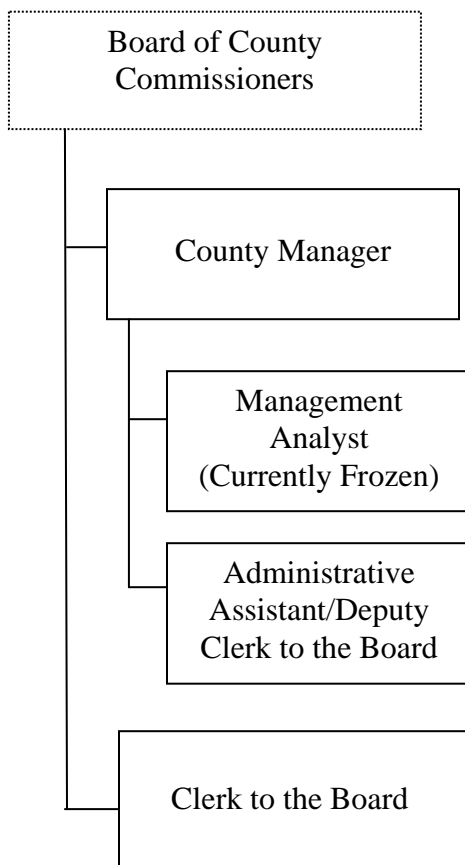 Board of County
Commissioners
County Manager
Management
Analyst
(Currently Frozen)
Administrative
Assistant/Deputy
Clerk to the Board
Clerk to the Board